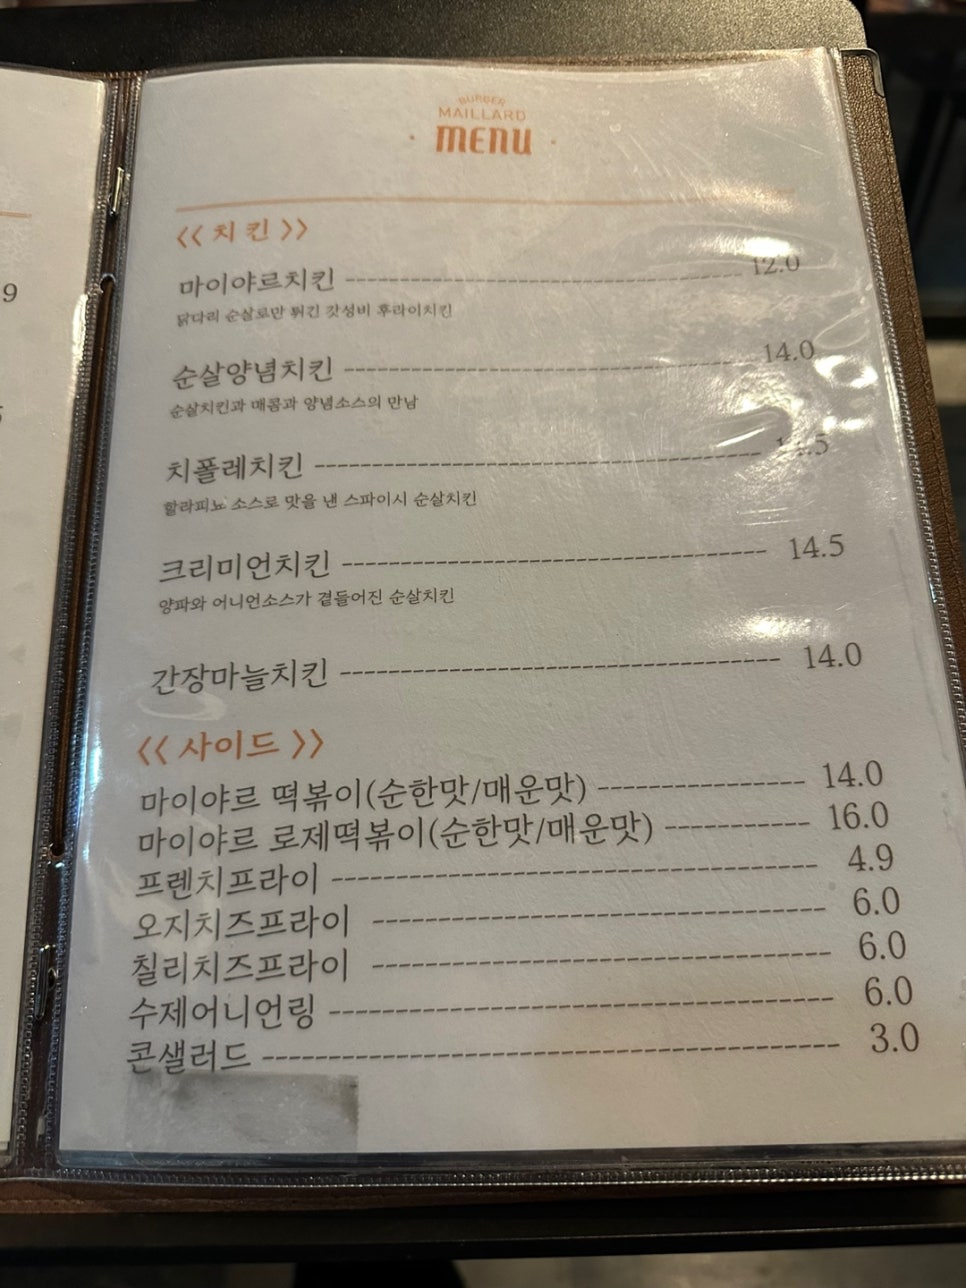 BURGER
MAILLARD
MENU
<< 치킨 >>
마이야르치킨 12.0
닭다리 순살로만 튀긴 갓성비 후라이치킨
순살양념치킨 14.0
순살치킨과 매콤과 양념소스의 만남
치폴레치킨
할라피뇨 소스로 맛을 낸 스파이시 순살치킨
크리미언치킨 14.5
양파와 어니언소스가 곁들어진 순살치킨
간장마늘치킨 14.0
<< 사이드 >>
마이야르 떡볶이(순한맛/매운맛) 14.0
마이야르 로제떡볶이(순한맛/매운맛) 16.0
프렌치프라이 4.9
오지치즈프라이 6.0
칠리치즈프라이 6.0
수제어니언링 6.0
콘샐러드 3.0
9